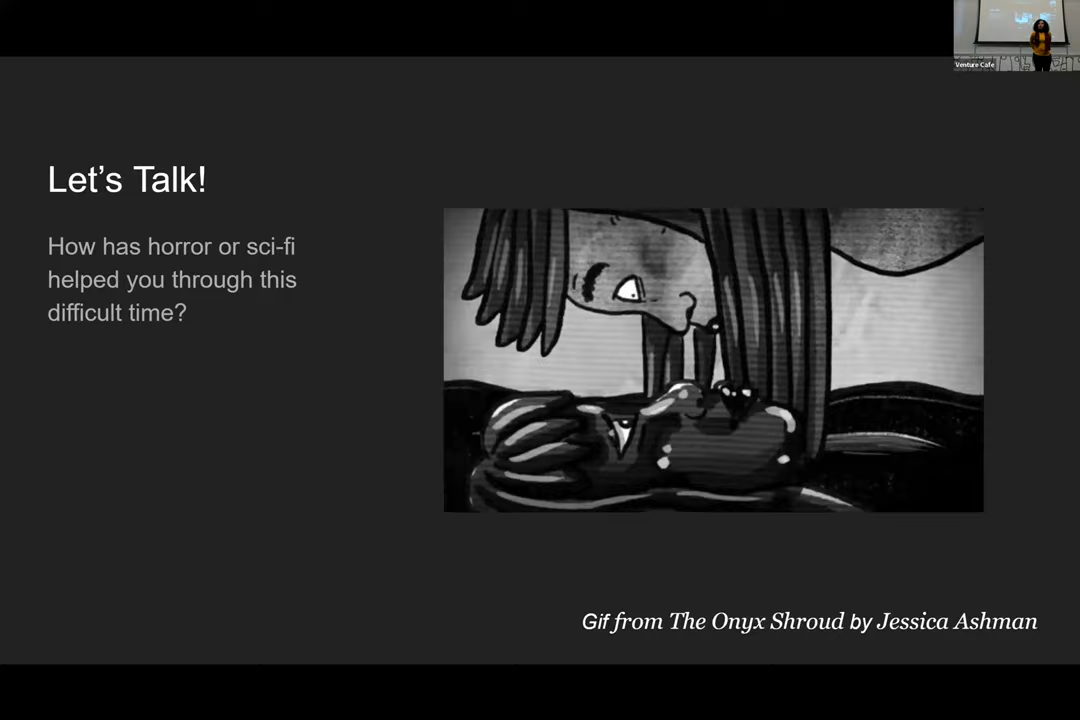 Venture Cafe
Let's Talk!
How has horror or sci-fi
helped you through this
difficult time?
Gif from The Onyx Shroud by Jessica Ashman